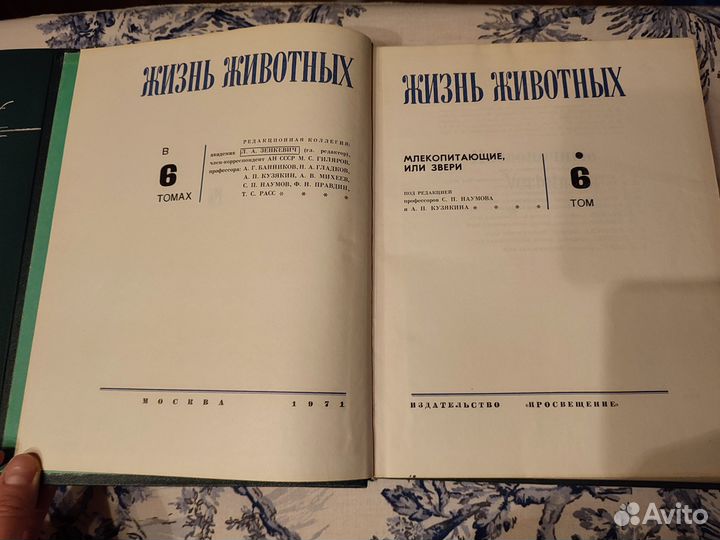 ЖИЗНЬ ЖИВОТНЫХ
В
6
ТОМАХ
РЕДАКЦИОННАЯ КОЛЛЕГИЯ:
академик Л. А. ЗЕНКЕВИЧ (гл. редактор),
член-корреспондент АН СССР М. С. ГИЛЯРОВ,
профессора: А. Г. БАННИКОВ, Н. А. ГЛАДКОВ,
А. П. КУЗЯКИН, А. В. МИХЕЕВ,
С. П. НАУМОВ, Ф. Н. ПРАВДИН,
Т. С. РАСС
МОСКВА 1971
ЖИЗНЬ ЖИВОТНЫХ
МЛЕКОПИТАЮЩИЕ,
ИЛИ ЗВЕРИ
ПОД РЕДАКЦИЕЙ
профессоров С. П. НАУМОВА
и А. П. КУЗЯКИНА
6
ТОМ
ИЗДАТЕЛЬСТВО «ПРОСВЕЩЕНИЕ»
Avito